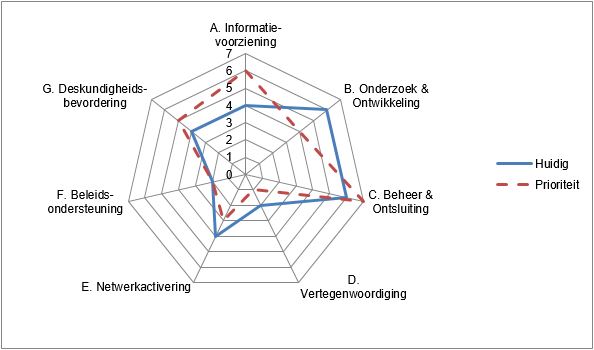 A. Informatie-
voorziening
7
6
5
4
3
2
1
0
B. Onderzoek &
Ontwikkeling
C. Beheer &
Ontsluiting
D.
Vertegenwoordiging
E. Netwerkactivering
F. Beleids-
ondersteuning
G. Deskundigheids-
bevordering
Huidig
Prioriteit